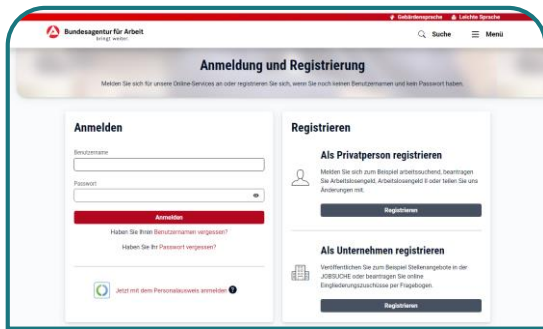 Gebärdensprache Leichte Sprache
Bundesagentur für Arbeit
bringt weiter.
Suche Menü
Anmeldung und Registrierung
Melden Sie sich für unsere Online-Services an oder registrieren Sie sich, wenn Sie noch keinen Benutzernamen und kein Passwort haben.
Anmelden
Benutzername
Passwort
Anmelden
Haben Sie Ihren Benutzernamen vergessen?
Haben Sie Ihr Passwort vergessen?
Jetzt mit dem Personalausweis anmelden ?
Registrieren
Als Privatperson registrieren
Melden Sie sich zum Beispiel arbeitssuchend, beantragen
Sie Arbeitslosengeld, Arbeitslosengeld II oder teilen Sie uns
Änderungen mit.
Registrieren
Als Unternehmen registrieren
Veröffentlichen Sie zum Beispiel Stellenangebote in der
JOBSUCHE oder beantragen Sie online
Eingliederungszuschüsse per Fragebogen.
Registrieren